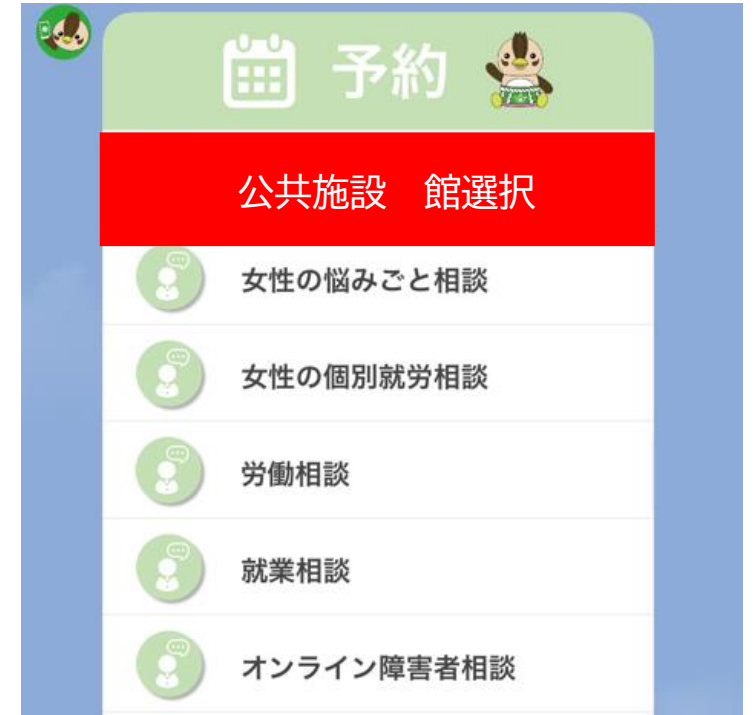 予約
公共施設　館選択
女性の悩みごと相談
女性の個別就労相談
労働相談
就業相談
オンライン障害者相談